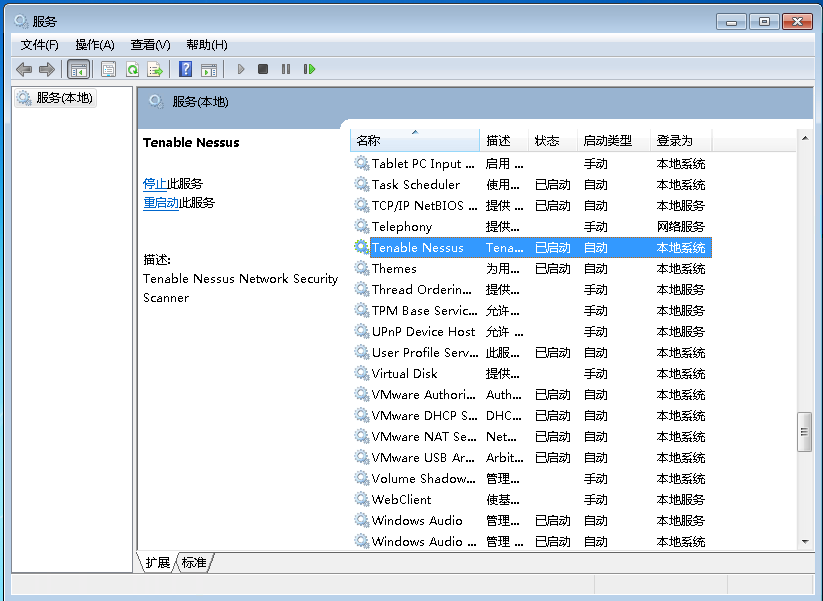 服务
文件(F) 操作(A) 查看(V) 帮助(H)
服务(本地)
服务(本地)
Tenable Nessus
停止此服务
重启动此服务
描述:
Tenable Nessus Network Security
Scanner
名称 描述 状态 启动类型 登录为
Tablet PC Input ... 启用 ... 手动 本地系统
Task Scheduler 使用... 已启动 自动 本地系统
TCP/IP NetBIOS ... 提供 ... 已启动 自动 本地服务
Telephony 提供... 手动 网络服务
Tenable Nessus Tena... 已启动 自动 本地系统
Themes 为用... 已启动 自动 本地系统
Thread Orderin... 提供... 手动 本地服务
TPM Base Servic... 允许... 手动 本地服务
UPnP Device Host 允许 ... 手动 本地服务
User Profile Serv... 此服... 已启动 自动 本地系统
Virtual Disk 提供... 手动 本地系统
VMware Authori... Auth... 已启动 自动 本地系统
VMware DHCP S... DHC... 已启动 自动 本地系统
VMware NAT Se... Net... 已启动 自动 本地系统
VMware USB Ar... Arbit... 已启动 自动 本地系统
Volume Shadow... 管理... 手动 本地系统
WebClient 使基... 手动 本地服务
Windows Audio 管理... 已启动 自动 本地服务
Windows Audio ... 管理 ... 已启动 自动 本地系统
扩展 标准